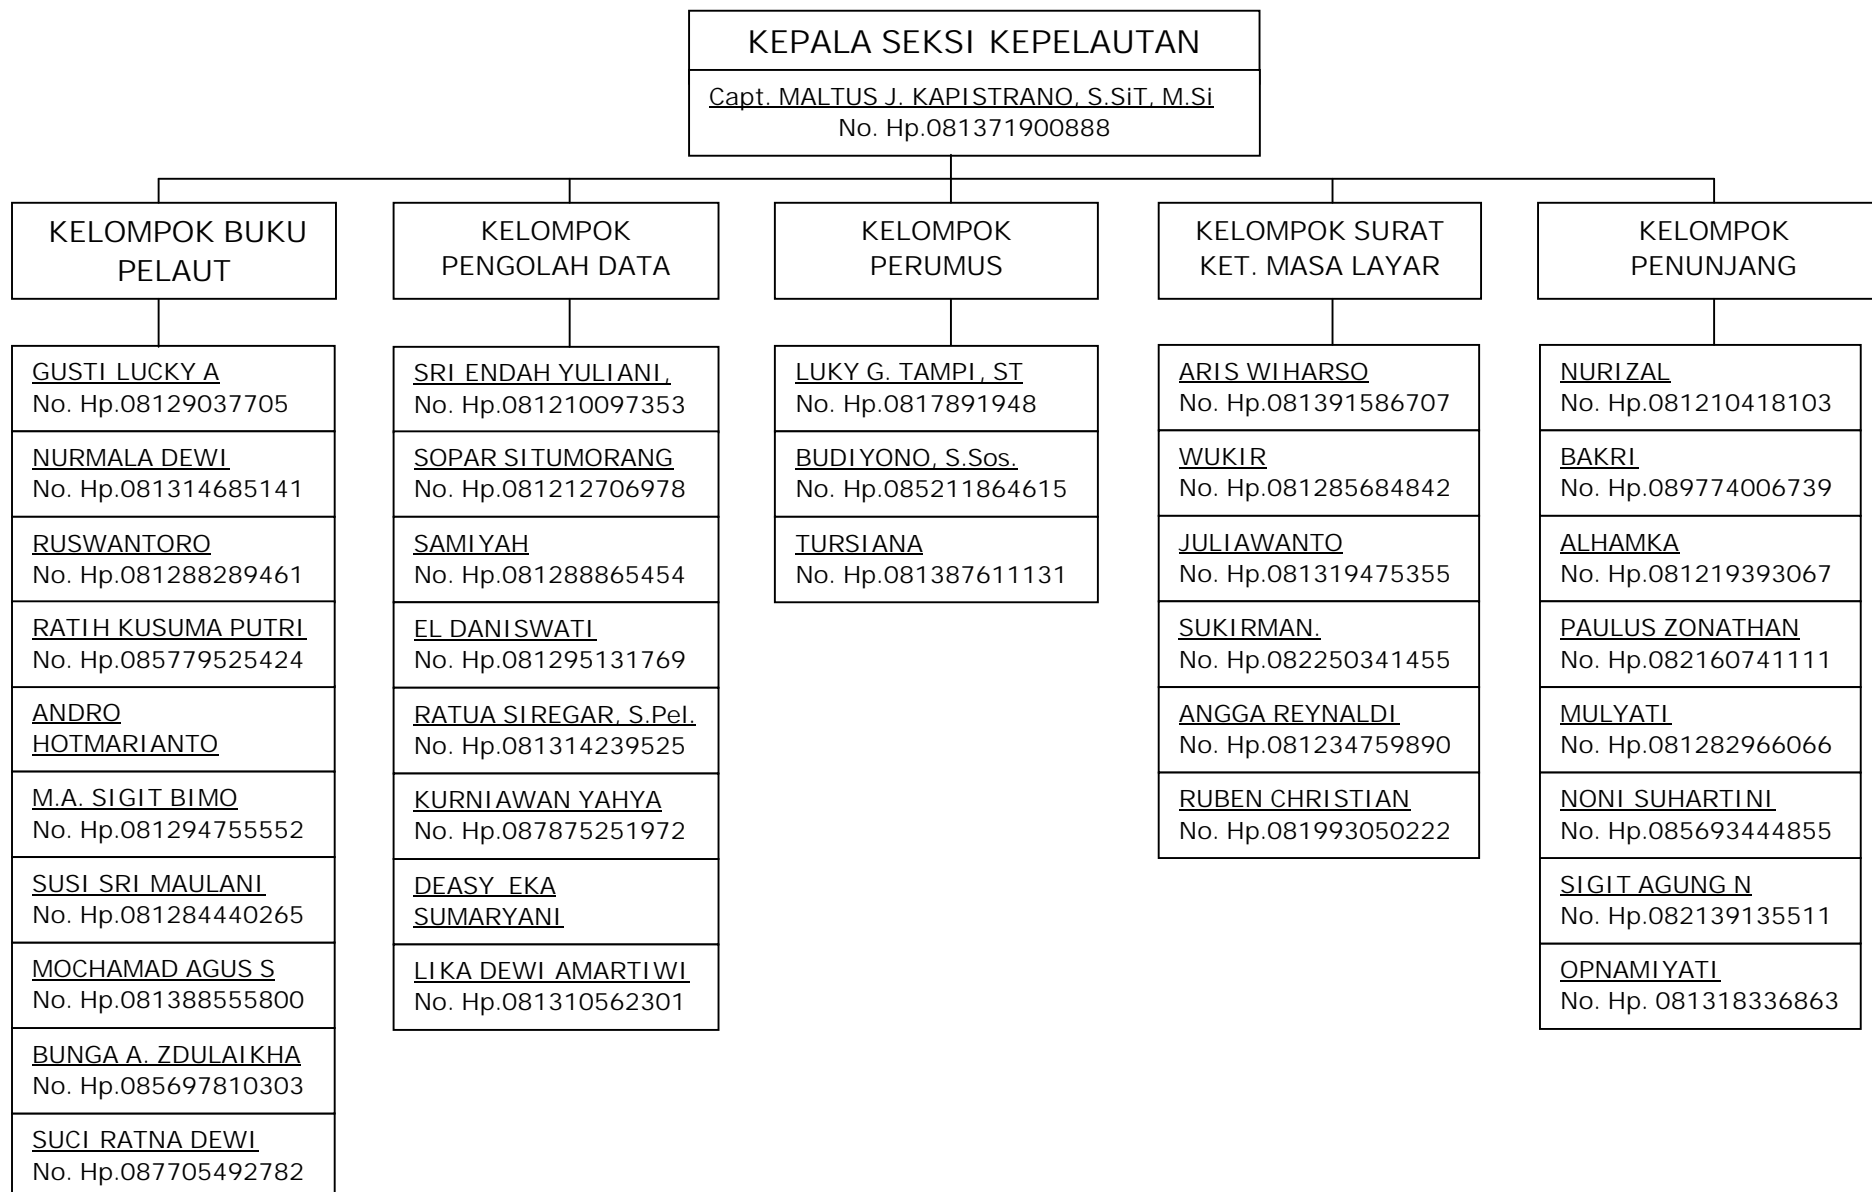 KEPALA SEKSI KEPELAUTAN
Capt. MALTUS J. KAPISTRANO, S.SiT, M.Si
No. Hp.081371900888
KELOMPOK BUKU
PELAUT
GUSTI LUCKY A
No. Hp.08129037705
NURMALA DEWI
No. Hp.081314685141
RUSWANTORO
No. Hp.081288289461
RATIH KUSUMA PUTRI
No. Hp.085779525424
ANDRO
HOTMARIANTO
M.A. SIGIT BIMO
No. Hp.081294755552
SUSI SRI MAULANI
No. Hp.081284440265
MOCHAMAD AGUS S
No. Hp.081388555800
BUNGA A. ZDULAIKHA
No. Hp.085697810303
SUCI RATNA DEWI
No. Hp.087705492782
KELOMPOK
PENGOLAH DATA
SRI ENDAH YULIANI,
No. Hp.081210097353
SOPAR SITUMORANG
No. Hp.081212706978
SAMIYAH
No. Hp.081288865454
EL DANISWATI
No. Hp.081295131769
RATUA SIREGAR, S.Pel.
No. Hp.081314239525
KURNIAWAN YAHYA
No. Hp.087875251972
DEASY EKA
SUMARYANI
LIKA DEWI AMARTIWI
No. Hp.081310562301
KELOMPOK
PERUMUS
LUKY G. TAMPI, ST
No. Hp.0817891948
BUDIYONO, S.Sos.
No. Hp.085211864615
TURSIANA
No. Hp.081387611131
KELOMPOK SURAT
KET. MASA LAYAR
ARIS WIHARSO
No. Hp.081391586707
WUKIR
No. Hp.081285684842
JULIAWANTO
No. Hp.081319475355
SUKIRMAN.
No. Hp.082250341455
ANGGA REYNALDI
No. Hp.081234759890
RUBEN CHRISTIAN
No. Hp.081993050222
KELOMPOK
PENUNJANG
NURIZAL
No. Hp.081210418103
BAKRI
No. Hp.089774006739
ALHAMKA
No. Hp.081219393067
PAULUS ZONATHAN
No. Hp.082160741111
MULYATI
No. Hp.081282966066
NONI SUHARTINI
No. Hp.085693444855
SIGIT AGUNG N
No. Hp.082139135511
OPNAMIYATI
No. Hp. 081318336863